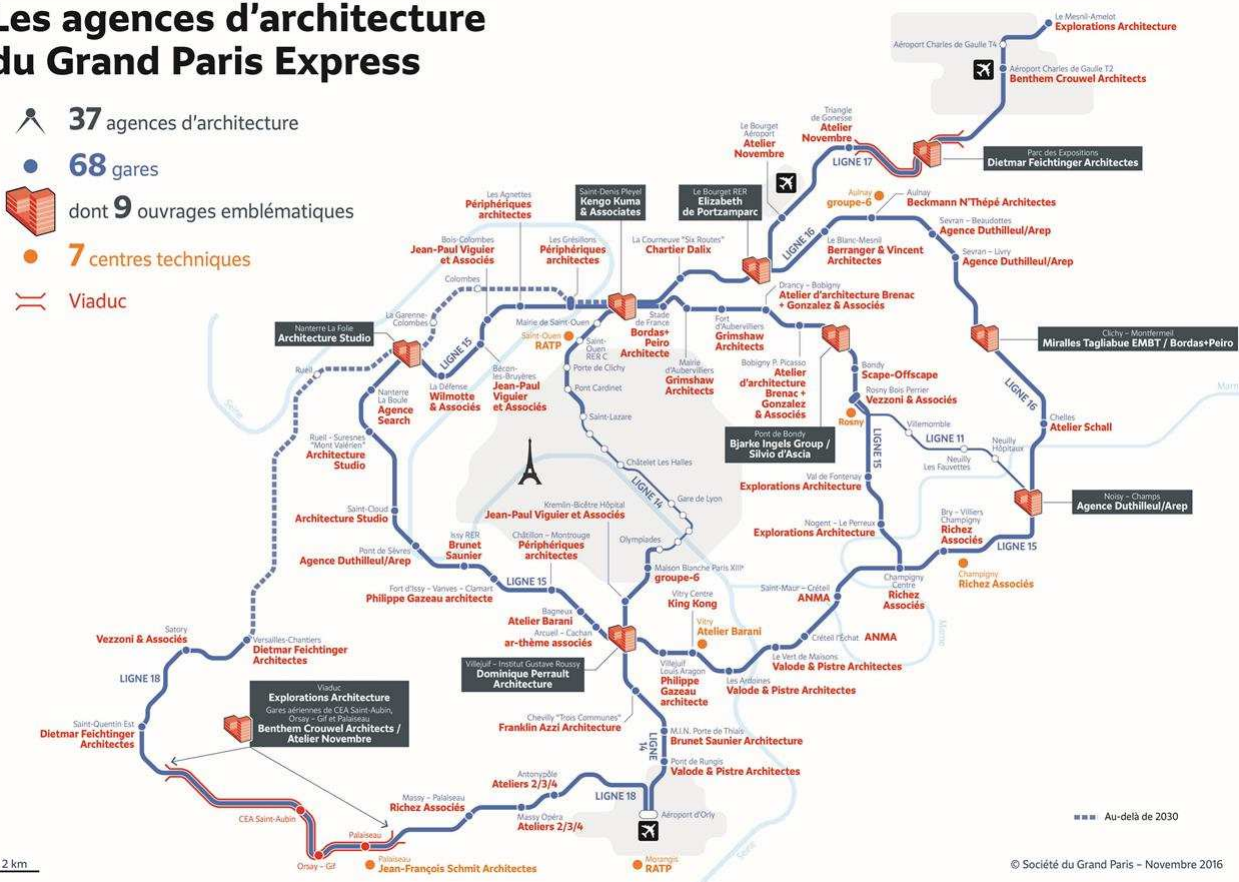 Les agences d'architecture
du Grand Paris Express
37 agences d'architecture
68 gares
dont 9 ouvrages emblématiques
7 centres techniques
Viaduc
Le Mesnil-Amelot
Explorations Architecture
Aéroport Charles de Gaulle T4
Aéroport Charles de Gaulle T2
Benthem Crouwel Architects
Triangle
de Gonesse
Atelier
Novembre
Le Bourget
Aéroport
Atelier
Novembre
LIGNE 17
Parc des Expositions
Dietmar Feichtinger Architectes
Les Agnettes
Périphériques
architectes
Saint-Denis Pleyel
Kengo Kuma
& Associates
Le Bourget RER
Elizabeth
de Portzamparc
Aulnay
groupe-6
Aulnay
Beckmann N'Thépé Architectes
Sevran – Beaudottes
Agence Duthilleul/Arep
Sevran – Livry
Agence Duthilleul/Arep
Bois-Colombes
Jean-Paul Viguier
et Associés
Les Grésillons
Périphériques
architectes
La Courneuve "Six Routes"
Chartier Dalix
LIGNE 16
Le Blanc-Mesnil
Berranger & Vincent
Architectes
Colombes
Drancy – Bobigny
Atelier d'architecture Brenac
+ Gonzalez & Associés
La Garenne-
Colombes
Mairie de Saint-Ouen
Saint-Ouen
RATP
Saint-
Ouen
RER C
Stade
de France
Bordas+
Peiro
Architecte
Fort
d'Aubervilliers
Grimshaw
Architects
Nanterre La Folie
Architecture Studio
LIGNE 15
Mairie
d'Aubervilliers
Grimshaw
Architects
Bobigny P. Picasso
Atelier
d'architecture
Brenac +
Gonzalez
& Associés
Clichy – Montfermeil
Miralles Tagliabue EMBT / Bordas+Peiro
Rueil
Porte de Clichy
Pont Cardinet
Bécon-
les-Bruyères
Jean-Paul
Viguier
et Associés
La Défense
Wilmotte
& Associés
Nanterre
La Boule
Agence
Search
Bondy
Scape-Offscape
Rosny Bois Perrier
Vezzoni & Associés
LIGNE 16
Marne
Seine
Saint-Lazare
Rosny
Villemomble
LIGNE 11
Neuilly
Hôpitaux
Neuilly
Les Fauvettes
Chelles
Atelier Schall
Rueil – Suresnes
"Mont Valérien"
Architecture
Studio
Pont de Bondy
Bjarke Ingels Group /
Silvio d'Ascia
LIGNE 15
Châtelet Les Halles
LIGNE 14
Val de Fontenay
Explorations Architecture
Gare de Lyon
Kremlin-Bicêtre Hôpital
Jean-Paul Viguier et Associés
Noisy – Champs
Agence Duthilleul/Arep
Saint-Cloud
Architecture Studio
Nogent – Le Perreux
Explorations Architecture
Bry – Villiers
Champigny
Richez
Associés
Issy RER
Brunet
Saunier
Châtillon – Montrouge
Périphériques
architectes
Olympiades
LIGNE 15
Pont de Sèvres
Agence Duthilleul/Arep
Maison Blanche Paris XIIIe
groupe-6
Champigny
Richez Associés
Fort d'Issy – Vanves – Clamart
Philippe Gazeau architecte
LIGNE 15
Saint-Maur – Créteil
ANMA
Champigny
Centre
Richez
Associés
Vitry Centre
King Kong
Bagneux
Atelier Barani
Arcueil – Cachan
ar-thème associés
Vitry
Atelier Barani
Créteil l'Échat ANMA
Marne
Satory
Vezzoni & Associés
Versailles-Chantiers
Dietmar Feichtinger
Architectes
Le Vert de Maisons
Valode & Pistre Architectes
Villejuif – Institut Gustave Roussy
Dominique Perrault
Architecture
Villejuif
Louis Aragon
Philippe
Gazeau
architecte
Les Ardoines
Valode & Pistre Architectes
LIGNE 18
Viaduc
Explorations Architecture
Gares aériennes de CEA Saint-Aubin,
Orsay – Gif et Palaiseau
Benthem Crouwel Architects /
Atelier Novembre
Saint-Quentin Est
Dietmar Feichtinger
Architectes
Chevilly "Trois Communes"
Franklin Azzi Architecture
M.I.N. Porte de Thiais
Brunet Saunier Architecture
LIGNE
14
Pont de Rungis
Valode & Pistre Architectes
Antonypôle
Ateliers 2/3/4
LIGNE 18
Massy – Palaiseau
Richez Associés
Massy Opéra
Ateliers 2/3/4
Aéroport d'Orly
CEA Saint-Aubin
Palaiseau
Orsay – Gif
Palaiseau
Jean-François Schmit Architectes
Morangis
RATP
Seine
Au-delà de 2030
2 km
© Société du Grand Paris – Novembre 2016